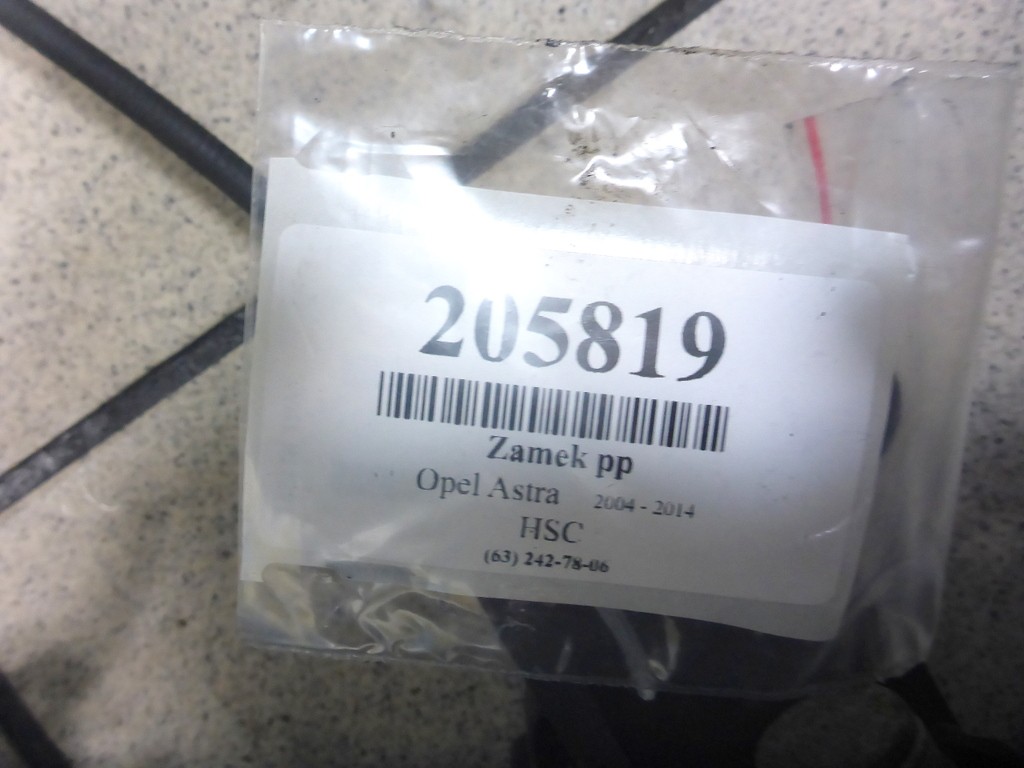 205819
Zamek pp
Opel Astra 2004 - 2014
HSC
(63) 242-78-06